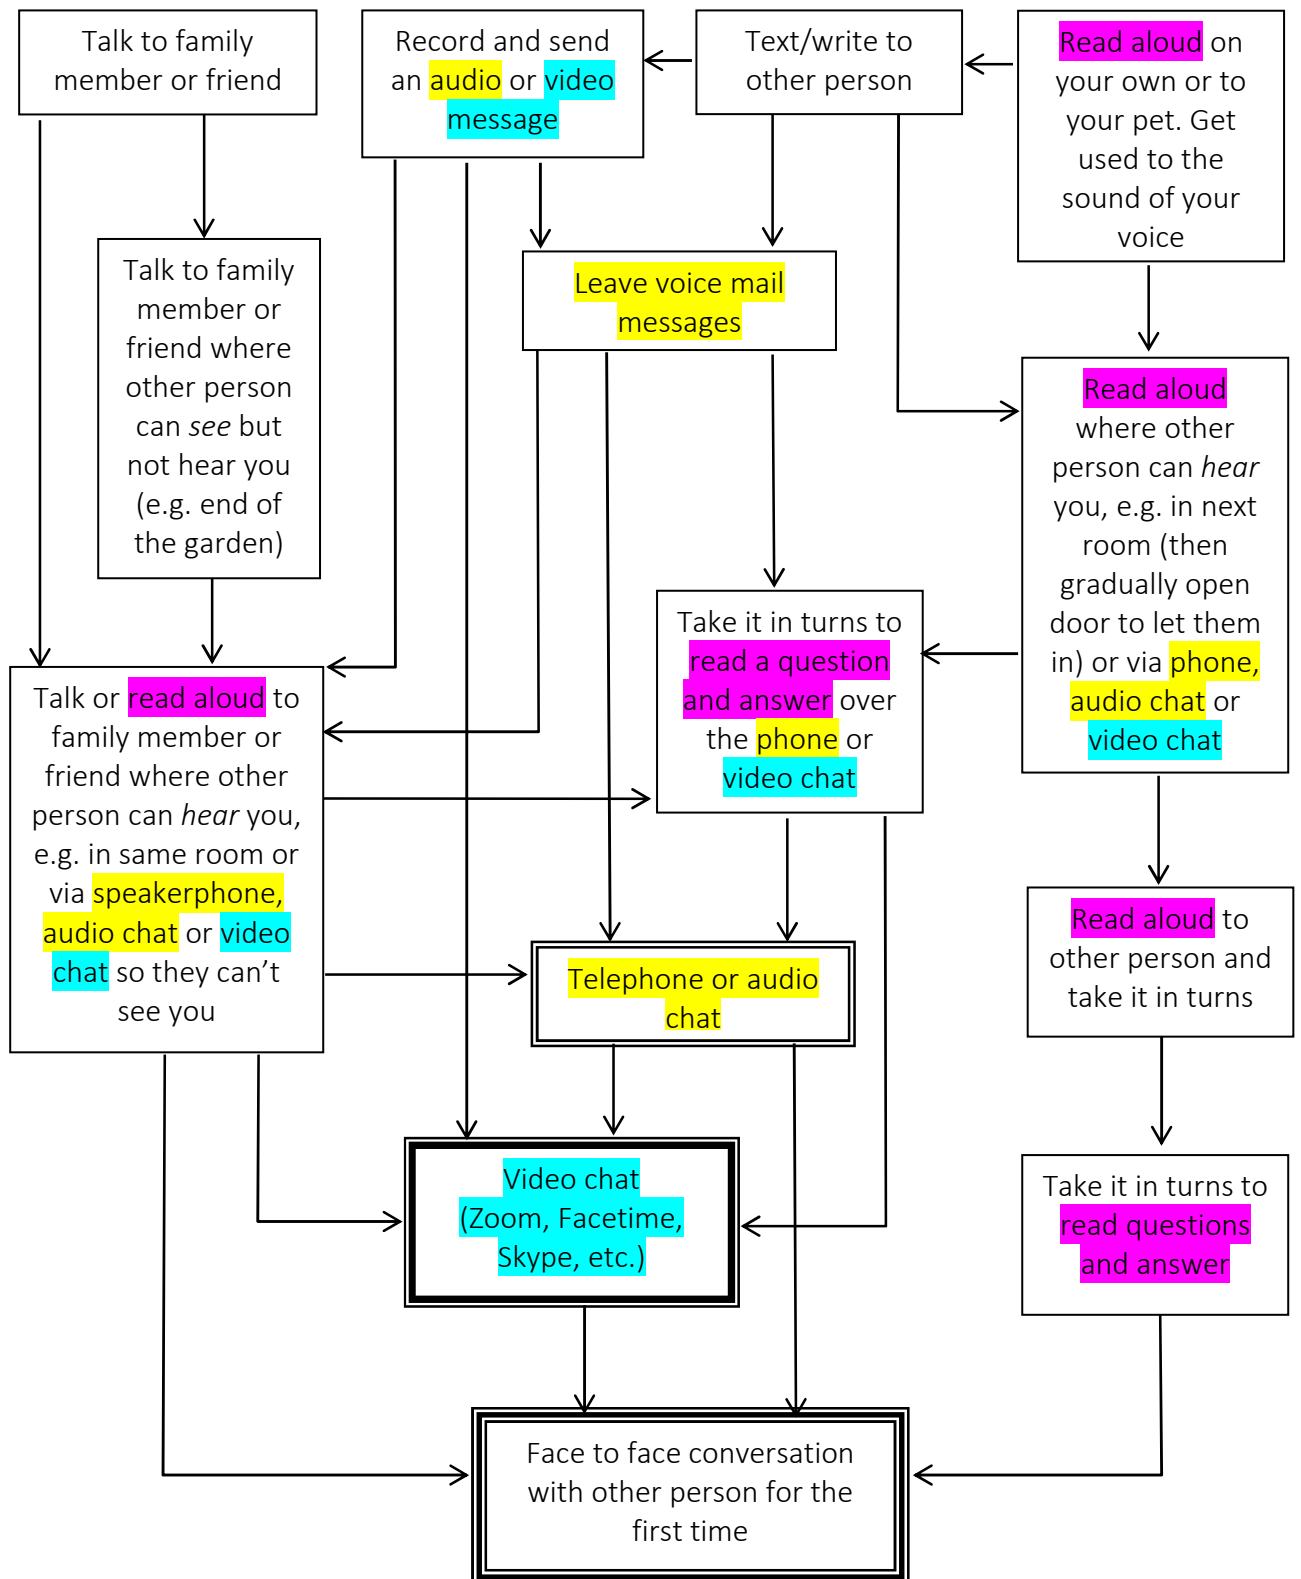 Talk to family
member or friend
Record and send
an audio or video
message
Text/write to
other person
Read aloud on
your own or to
your pet. Get
used to the
sound of your
voice
Talk to family
member or
friend where
other person
can see but
not hear you
(e.g. end of
the garden)
Leave voice mail
messages
Read aloud
where other
person can hear
you, e.g. in next
room (then
gradually open
door to let them
in) or via phone,
audio chat or
video chat
Take it in turns to
read a question
and answer over
the phone or
video chat
Talk or read aloud to
family member or
friend where other
person can hear you,
e.g. in same room or
via speakerphone,
audio chat or video
chat so they can’t
see you
Read aloud to
other person and
take it in turns
Telephone or audio
chat
Video chat
(Zoom, Facetime,
Skype, etc.)
Take it in turns to
read questions
and answer
Face to face conversation
with other person for the
first time